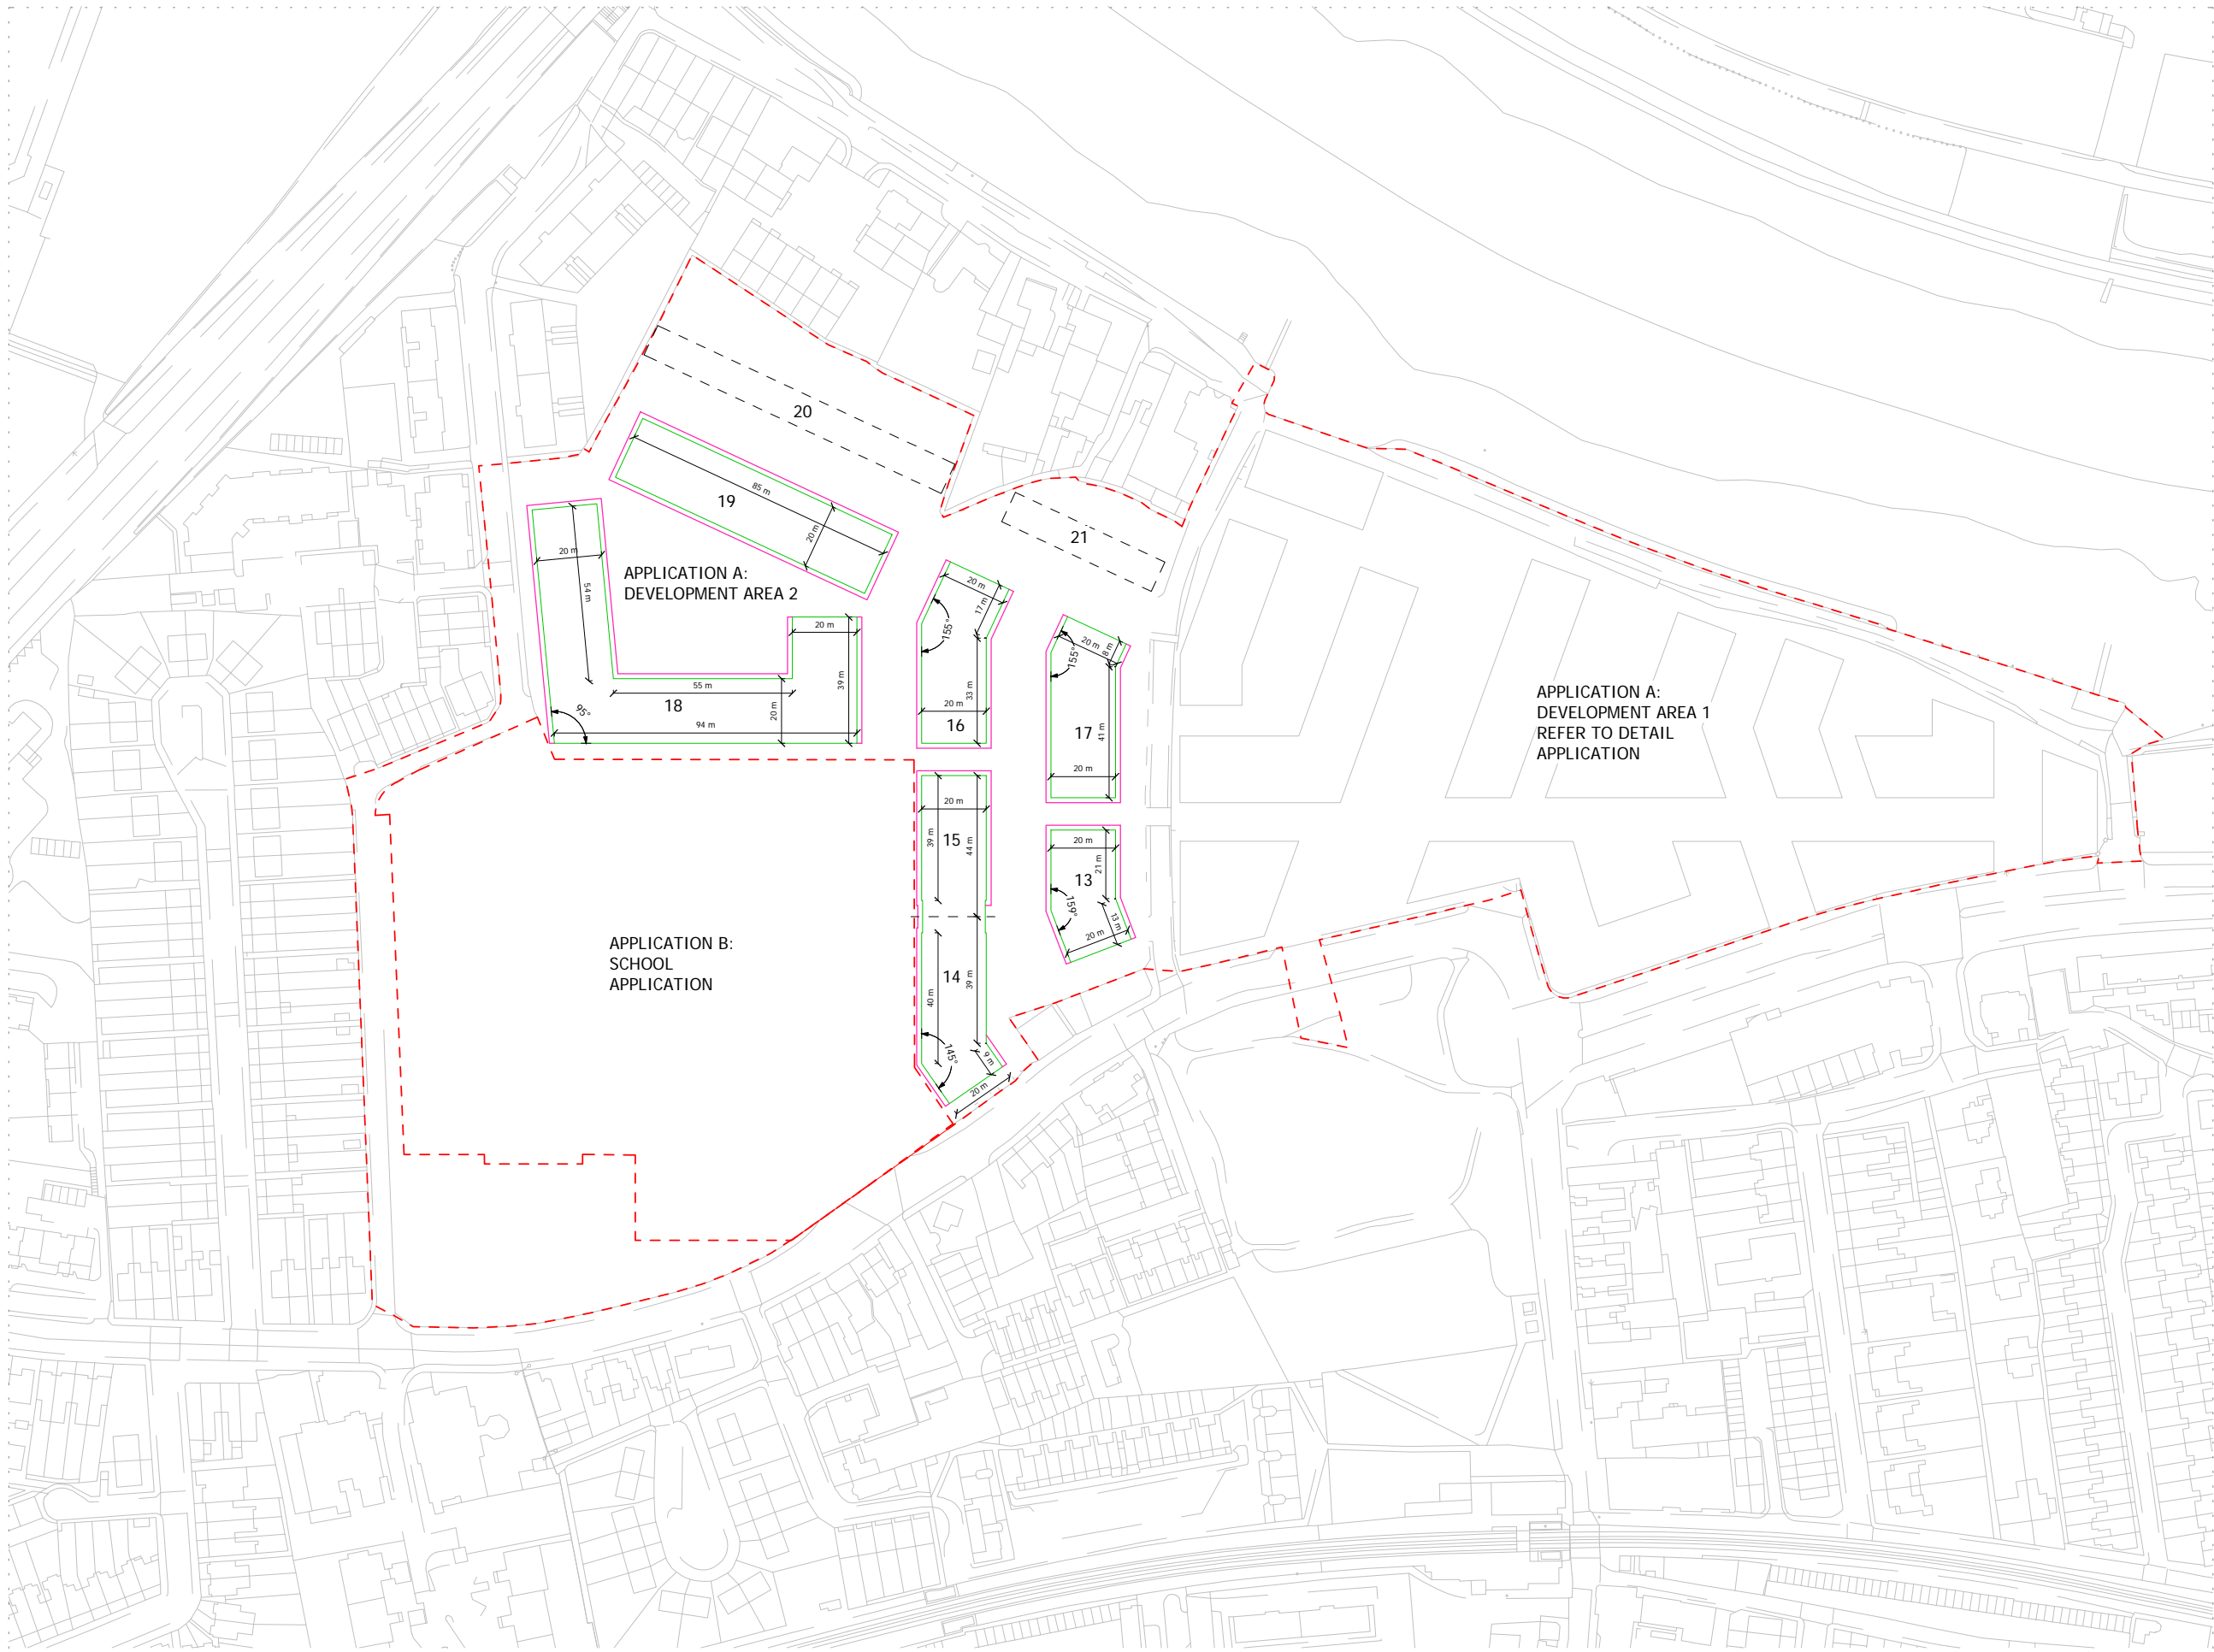 20
85 m
19
20 m
21
20 m
54 m
APPLICATION A:
DEVELOPMENT AREA 2
20 m
17 m
155°
20 m
8 m
155°
20 m
39 m
55 m
18
20 m
95°
94 m
33 m
20 m
16
17
41 m
20 m
APPLICATION A:
DEVELOPMENT AREA 1
REFER TO DETAIL
APPLICATION
20 m
39 m
15
44 m
20 m
21 m
13
159°
13 m
20 m
APPLICATION B:
SCHOOL
APPLICATION
14
40 m
39 m
145°
9 m
20 m